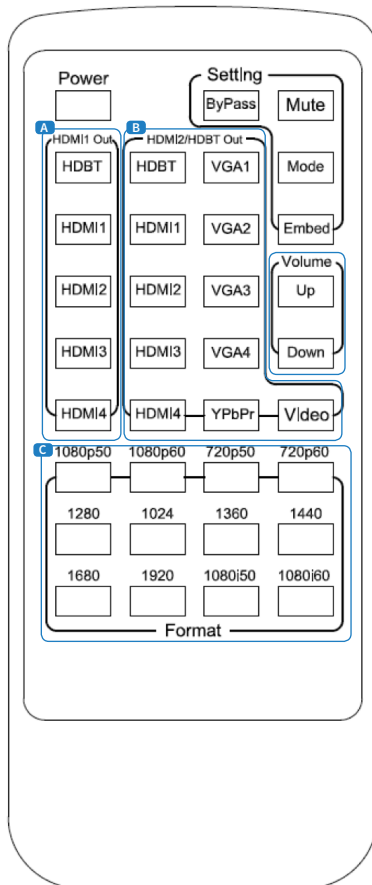 Power
Setting
ByPass
Mute
A
B
HDMI1 Out
HDMI2/HDBT Out
HDBT
HDBT
VGA1
Mode
HDMI1
HDMI1
VGA2
Embed
Volume
HDMI2
HDMI2
VGA3
Up
HDMI3
HDMI3
VGA4
Down
HDMI4
HDMI4
YPbPr
Video
C
1080p50
1080p60
720p50
720p60
1280
1024
1360
1440
1680
1920
1080i50
1080i60
Format